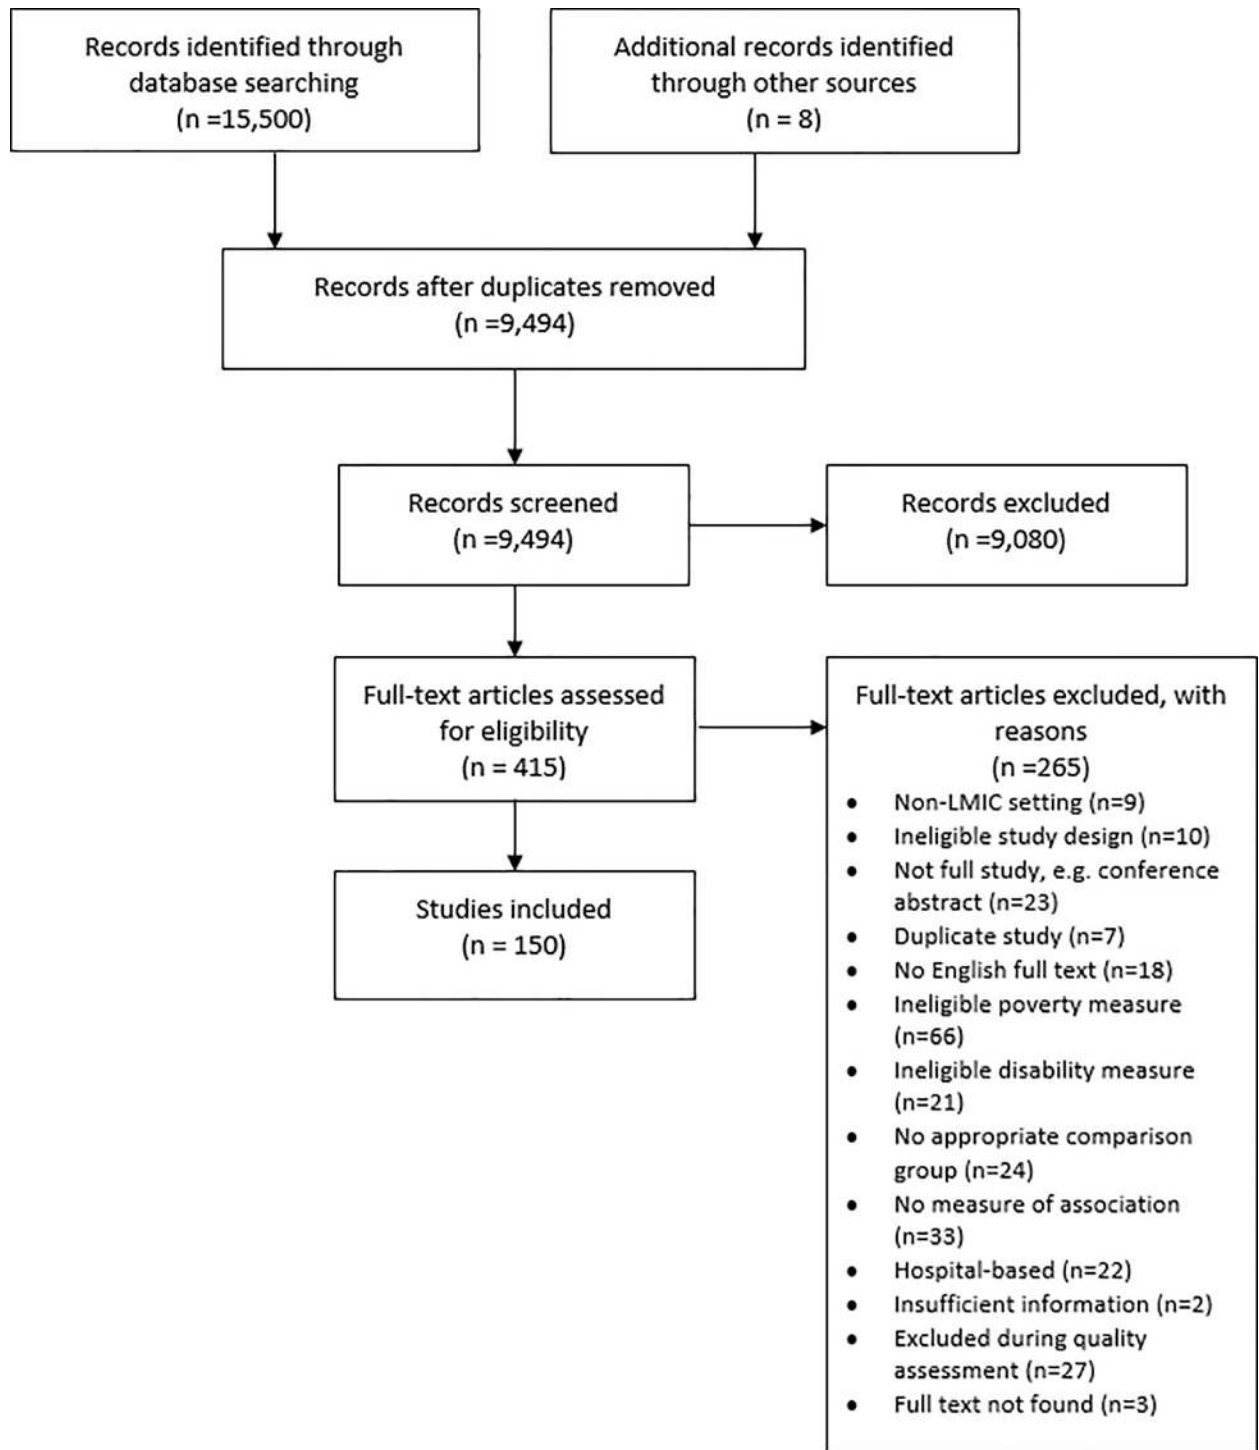 Records identified through
database searching
(n =15,500)
Additional records identified
through other sources
(n = 8)
Records after duplicates removed
(n =9,494)
Records screened
(n =9,494)
Records excluded
(n =9,080)
Full-text articles assessed
for eligibility
(n = 415)
Full-text articles excluded, with
reasons
(n =265)
• Non-LMIC setting (n=9)
• Ineligible study design (n=10)
• Not full study, e.g. conference
abstract (n=23)
• Duplicate study (n=7)
• No English full text (n=18)
• Ineligible poverty measure
(n=66)
• Ineligible disability measure
(n=21)
• No appropriate comparison
group (n=24)
• No measure of association
(n=33)
• Hospital-based (n=22)
• Insufficient information (n=2)
• Excluded during quality
assessment (n=27)
• Full text not found (n=3)
Studies included
(n = 150)